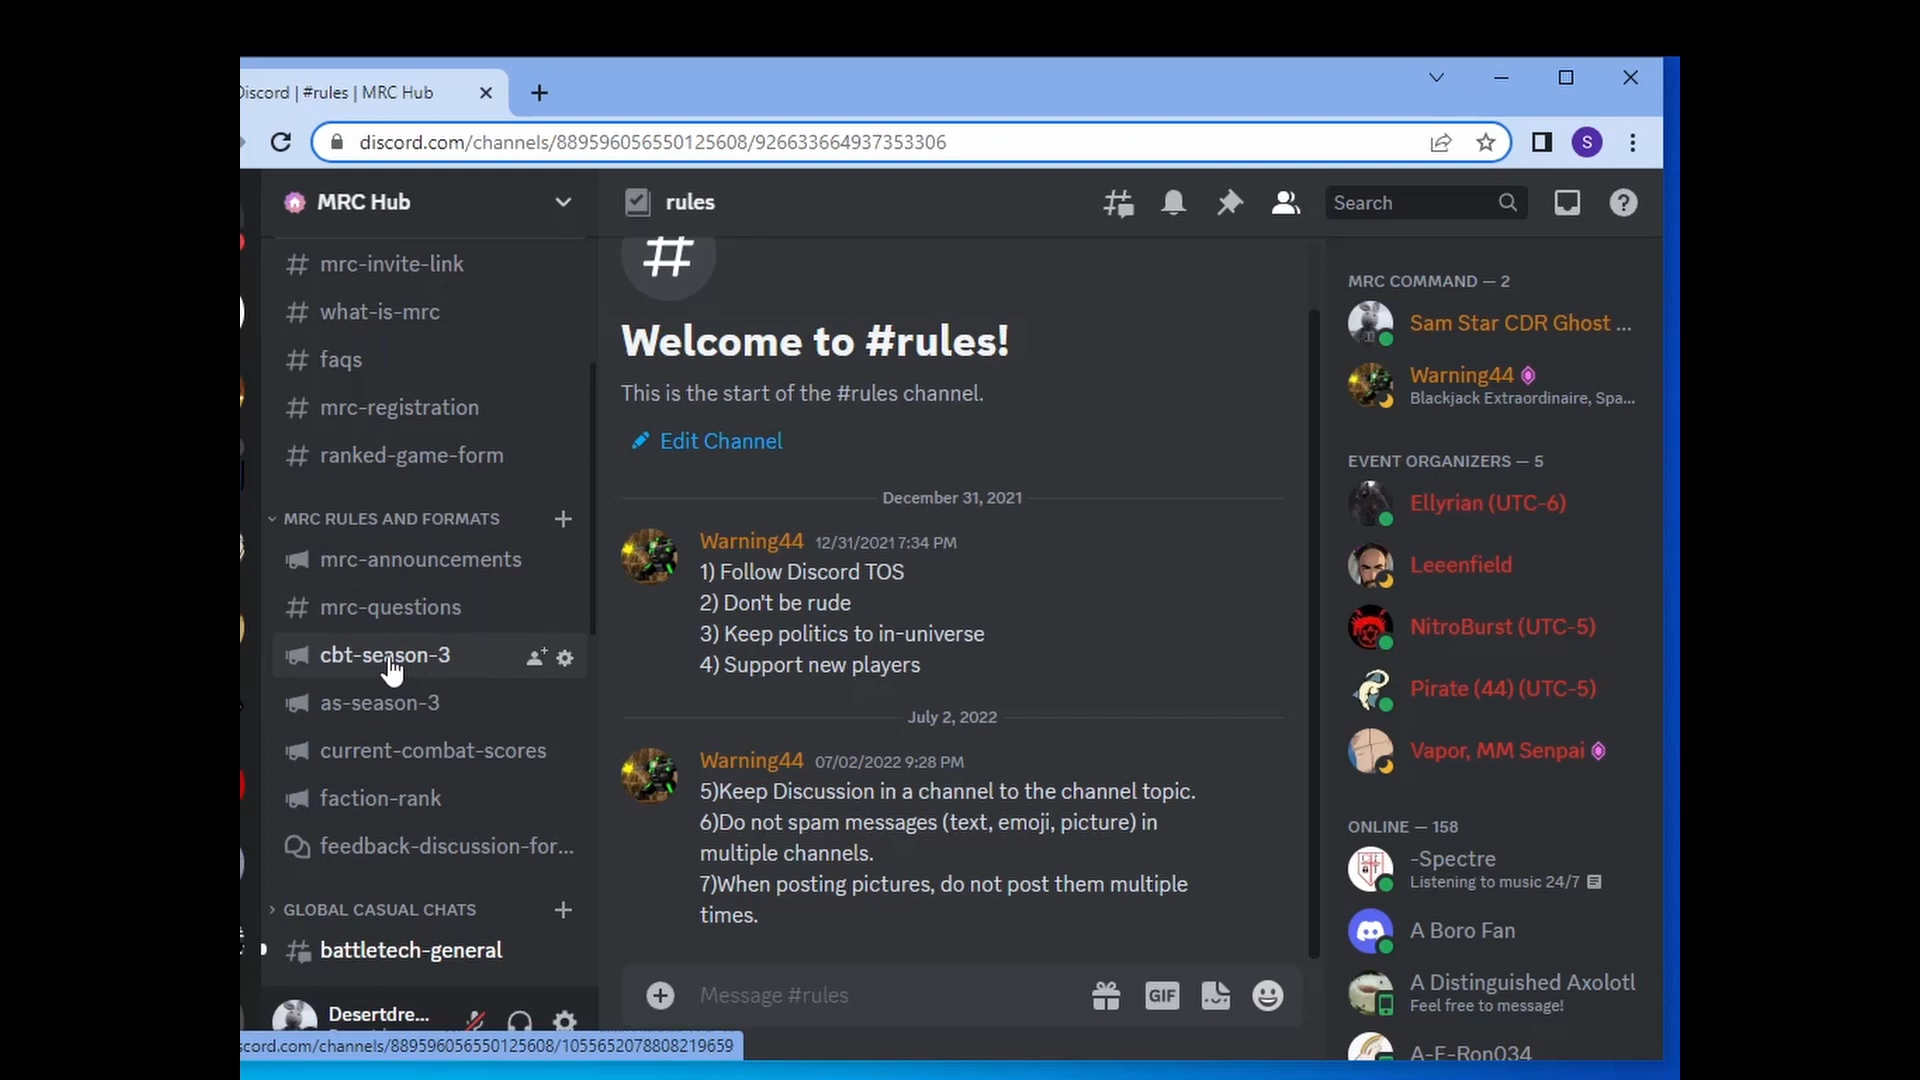 Discord | #rules | MRC Hub
discord.com/channels/889596056550125608/926633664937353306
S
MRC Hub
mrc-invite-link
what-is-mrc
faqs
mrc-registration
ranked-game-form
MRC RULES AND FORMATS
mrc-announcements
mrc-questions
cbt-season-3
as-season-3
current-combat-scores
faction-rank
feedback-discussion-for...
GLOBAL CASUAL CHATS
battletech-general
Desertdre...
scord.com/channels/889596056550125608/1055652078808219659
rules
Search
Welcome to #rules!
This is the start of the #rules channel.
Edit Channel
December 31, 2021
Warning44 12/31/2021 7:34 PM
1) Follow Discord TOS
2) Don't be rude
3) Keep politics to in-universe
4) Support new players
July 2, 2022
Warning44 07/02/2022 9:28 PM
5)Keep Discussion in a channel to the channel topic.
6)Do not spam messages (text, emoji, picture) in
multiple channels.
7)When posting pictures, do not post them multiple
times.
Message #rules
GIF
MRC COMMAND — 2
Sam Star CDR Ghost ...
Warning44
Blackjack Extraordinaire, Spa...
EVENT ORGANIZERS — 5
Ellyrian (UTC-6)
Leeenfield
NitroBurst (UTC-5)
Pirate (44) (UTC-5)
Vapor, MM Senpai
ONLINE — 158
-Spectre
Listening to music 24/7
A Boro Fan
A Distinguished Axolotl
Feel free to message!
A-F-Ron034